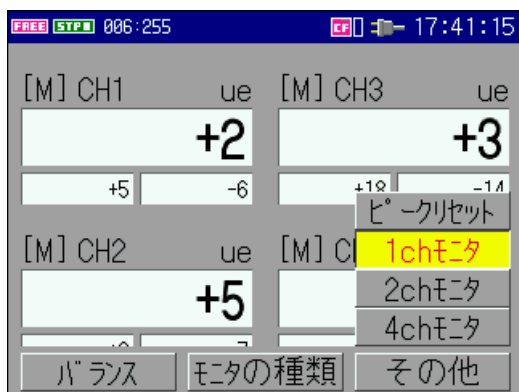 FREE STP 006:255 CF 17:41:15
[M] CH1 ue [M] CH3 ue
+2 +3
+5 -6 +18 -14
ピークリセット
[M] CH2 ue [M] 1chモニタ
+5 2chモニタ
4chモニタ
バランス モニタの種類 その他